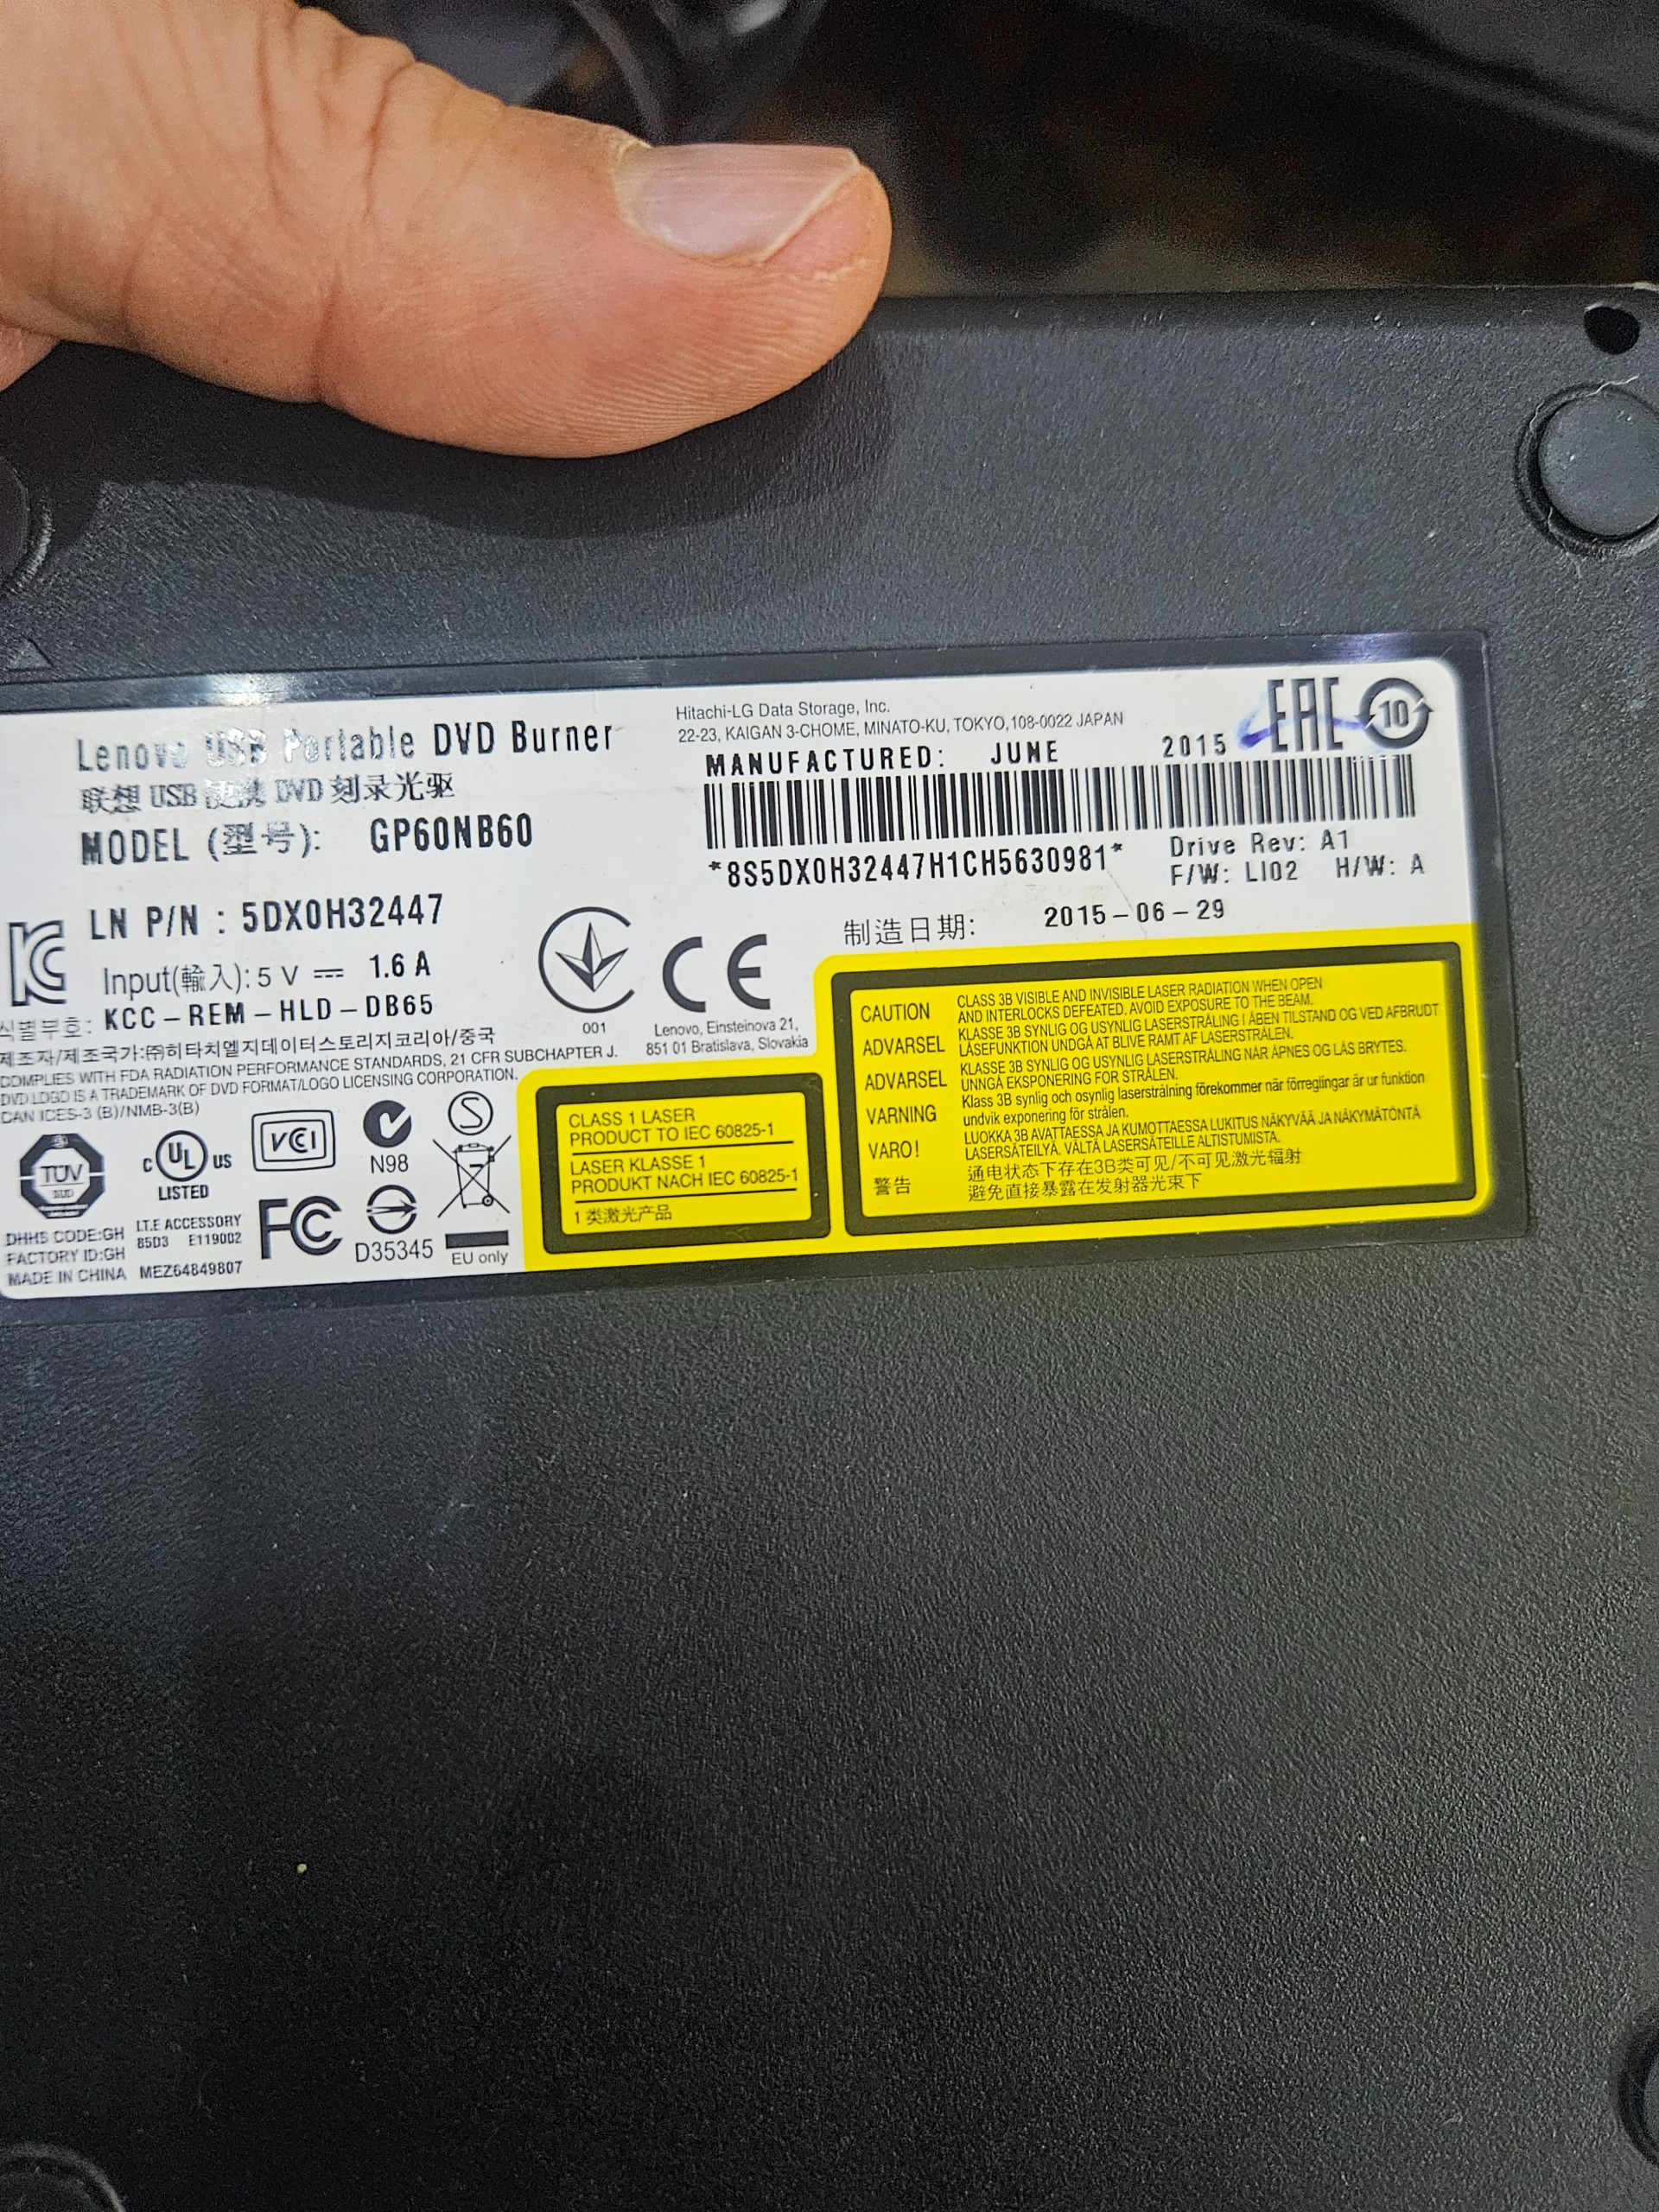 Lenovo USB Portable DVD Burner
联想 USB 便携 DVD 刻录光驱
MODEL (型号): GP60NB60
LN P/N : 5DX0H32447
Input(輸入): 5 V ⎓ 1.6 A
식별부호: KCC-REM-HLD-DB65
제조자/제조국가:㈜히타치엘지데이터스토리지코리아/중국
COMPLIES WITH FDA RADIATION PERFORMANCE STANDARDS, 21 CFR SUBCHAPTER J.
DVD LOGO IS A TRADEMARK OF DVD FORMAT/LOGO LICENSING CORPORATION.
CAN ICES-3 (B)/NMB-3(B)
TÜV
SUD
c UL US
LISTED
VCI
N98
S
DHHS CODE:GH
FACTORY ID:GH
MADE IN CHINA
I.T.E ACCESSORY
85D3 E119002
MEZ64849807
FC
D35345
EU only
Hitachi-LG Data Storage, Inc.
22-23, KAIGAN 3-CHOME, MINATO-KU, TOKYO,108-0022 JAPAN
MANUFACTURED: JUNE 2015
EAC
10
*8S5DX0H32447H1CH5630981*
Drive Rev: A1
F/W: LI02 H/W: A
制造日期: 2015-06-29
001
CE
Lenovo, Einsteinova 21,
851 01 Bratislava, Slovakia
CLASS 1 LASER
PRODUCT TO IEC 60825-1
LASER KLASSE 1
PRODUKT NACH IEC 60825-1
1 类激光产品
CAUTION CLASS 3B VISIBLE AND INVISIBLE LASER RADIATION WHEN OPEN
AND INTERLOCKS DEFEATED. AVOID EXPOSURE TO THE BEAM.
ADVARSEL KLASSE 3B SYNLIG OG USYNLIG LASERSTRÅLING I ÅBEN TILSTAND OG VED AFBRUDT
LÅSEFUNKTION UNDGÅ AT BLIVE RAMT AF LASERSTRÅLEN.
ADVARSEL KLASSE 3B SYNLIG OG USYNLIG LASERSTRÅLING NÅR ÅPNES OG LÅS BRYTES.
UNNGÅ EKSPONERING FOR STRÅLEN.
VARNING Klass 3B synlig och osynlig laserstrålning förekommer när förreglingar är ur funktion
undvik exponering för strålen.
VARO! LUOKKA 3B AVATTAESSA JA KUMOTTAESSA LUKITUS NÄKYVÄÄ JA NÄKYMÄTÖNTÄ
LASERSÄTEILYÄ. VÄLTÄ LASERSÄTEILLE ALTISTUMISTA.
警告 通电状态下存在3B类可见/不可见激光辐射
避免直接暴露在发射器光束下